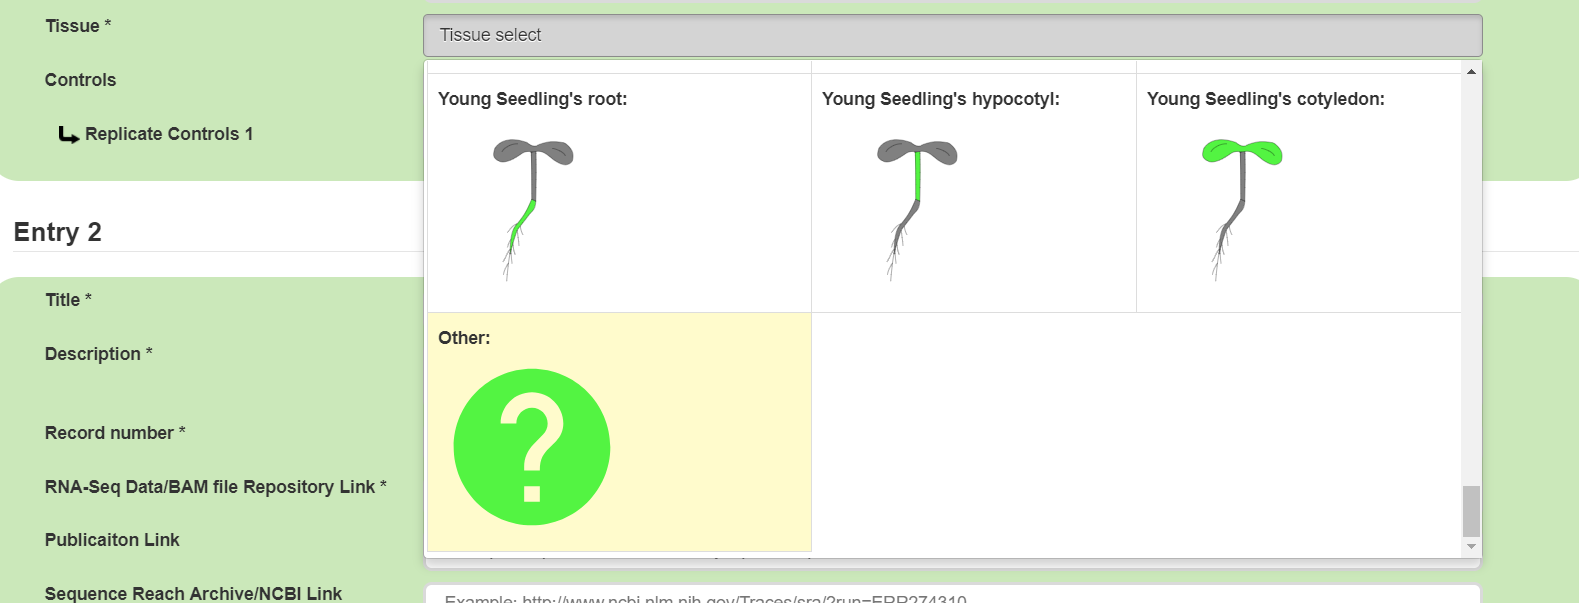 Tissue *
Tissue select
Controls
Replicate Controls 1
Young Seedling's root:
Young Seedling's hypocotyl:
Young Seedling's cotyledon:
Other:
?
Entry 2
Title *
Description *
Record number *
RNA-Seq Data/BAM file Repository Link *
Publicaiton Link
Sequence Reach Archive/NCBI Link
Example: http://www.ncbi.nlm.nih.gov/Traces/sra/?run=ERR274310